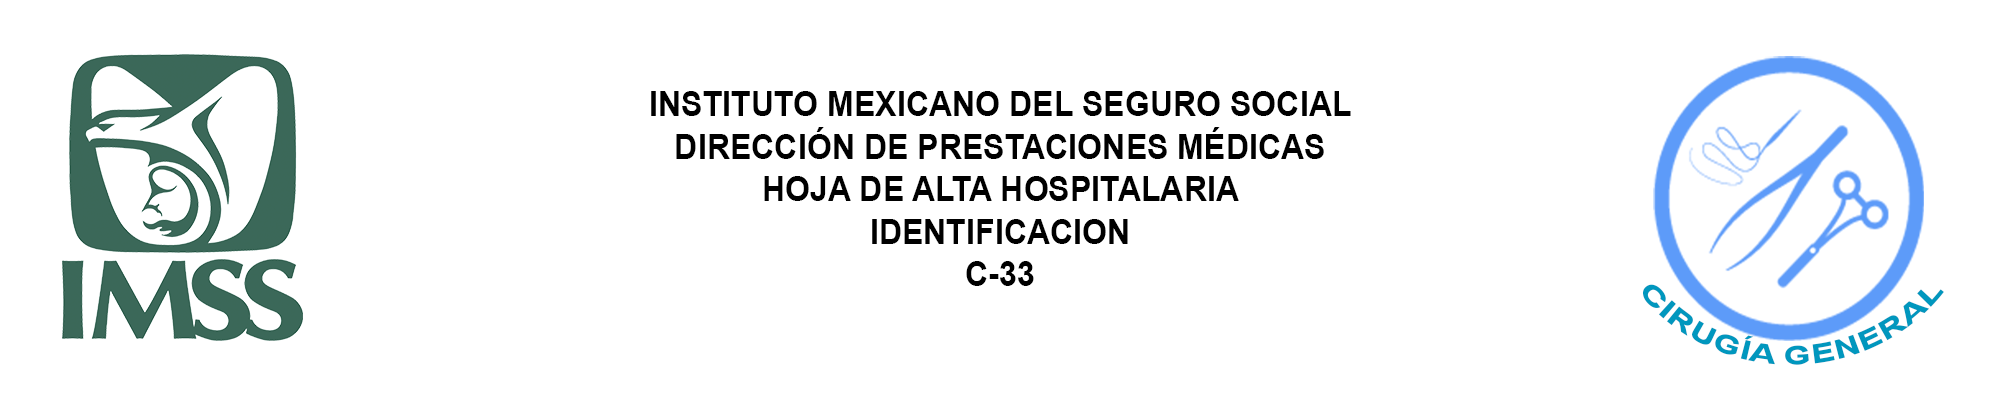 INSTITUTO MEXICANO DEL SEGURO SOCIAL
DIRECCIÓN DE PRESTACIONES MÉDICAS
HOJA DE ALTA HOSPITALARIA
IDENTIFICACION
C-33
IMSS
CIRUGÍA GENERAL